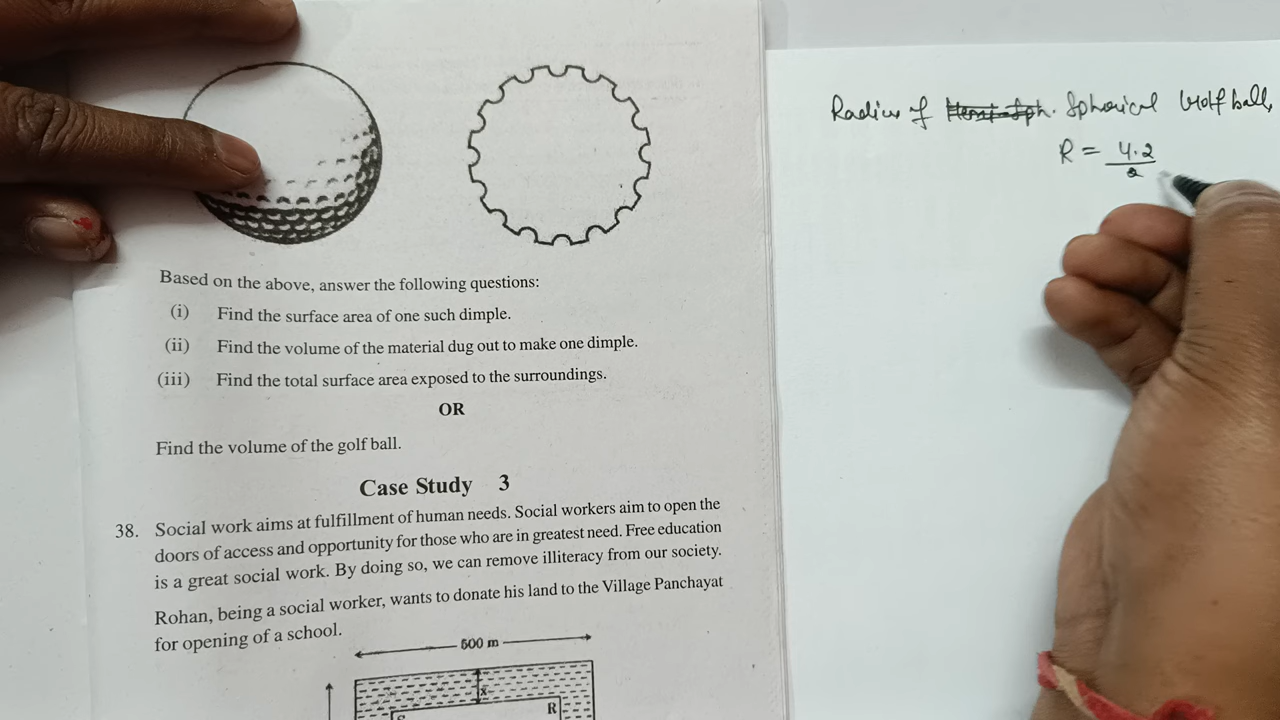 Based on the above, answer the following questions:
(i) Find the surface area of one such dimple.
(ii) Find the volume of the material dug out to make one dimple.
(iii) Find the total surface area exposed to the surroundings.
OR
Find the volume of the golf ball.
Case Study 3
38. Social work aims at fulfillment of human needs. Social workers aim to open the
doors of access and opportunity for those who are in greatest need. Free education
is a great social work. By doing so, we can remove illiteracy from our society.
Rohan, being a social worker, wants to donate his land to the Village Panchayat
for opening of a school.
500 m
x
R
Radius of Spherical Golf ball,
R = 4.2
2